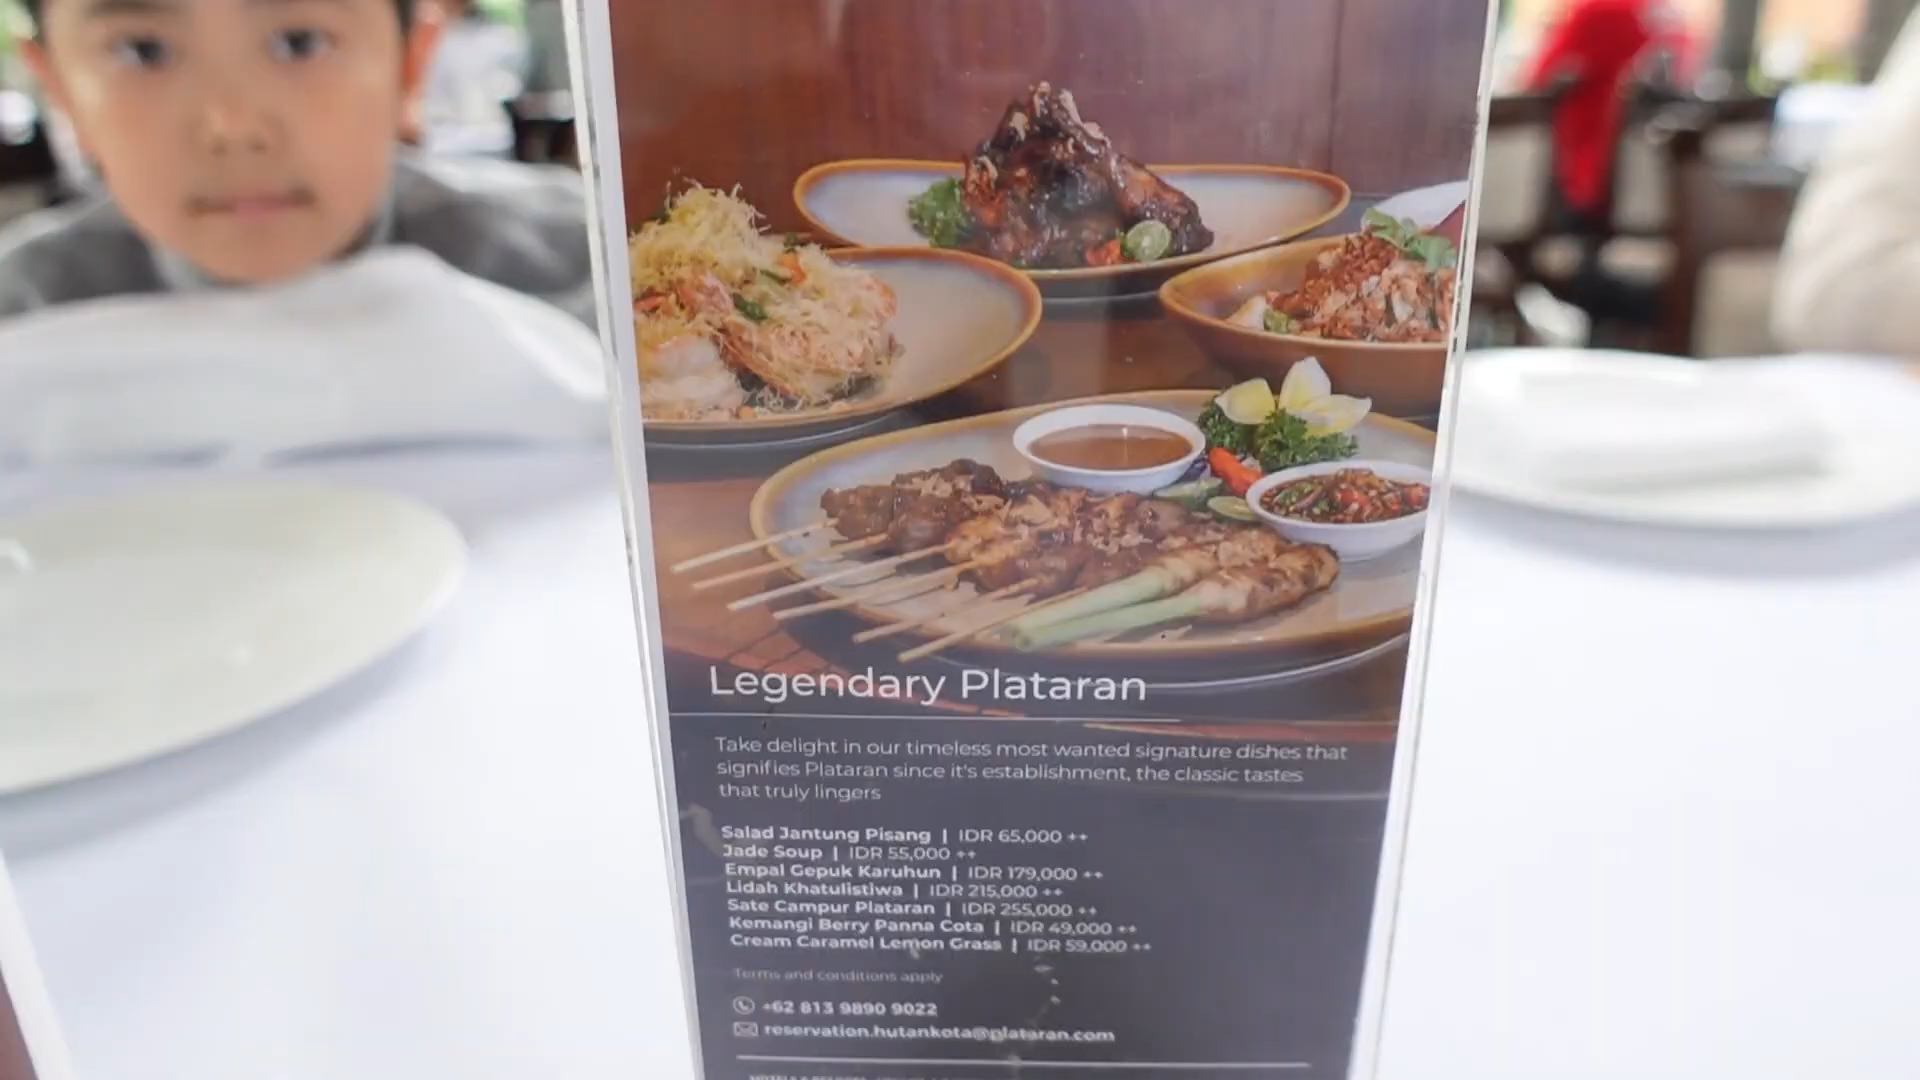 Legendary Plataran
Take delight in our timeless most wanted signature dishes that
signifies Plataran since it's establishment, the classic tastes
that truly lingers
Salad Jantung Pisang | IDR 65,000 ++
Jade Soup | IDR 55,000 ++
Empal Gepuk Karuhun | IDR 179,000 ++
Lidah Khatulistiwa | IDR 215,000 ++
Sate Campur Plataran | IDR 255,000 ++
Kemangi Berry Panna Cota | IDR 49,000 ++
Cream Caramel Lemon Grass | IDR 59,000 ++
Terms and conditions apply
+62 813 9890 9022
reservation.hutankota@plataran.com